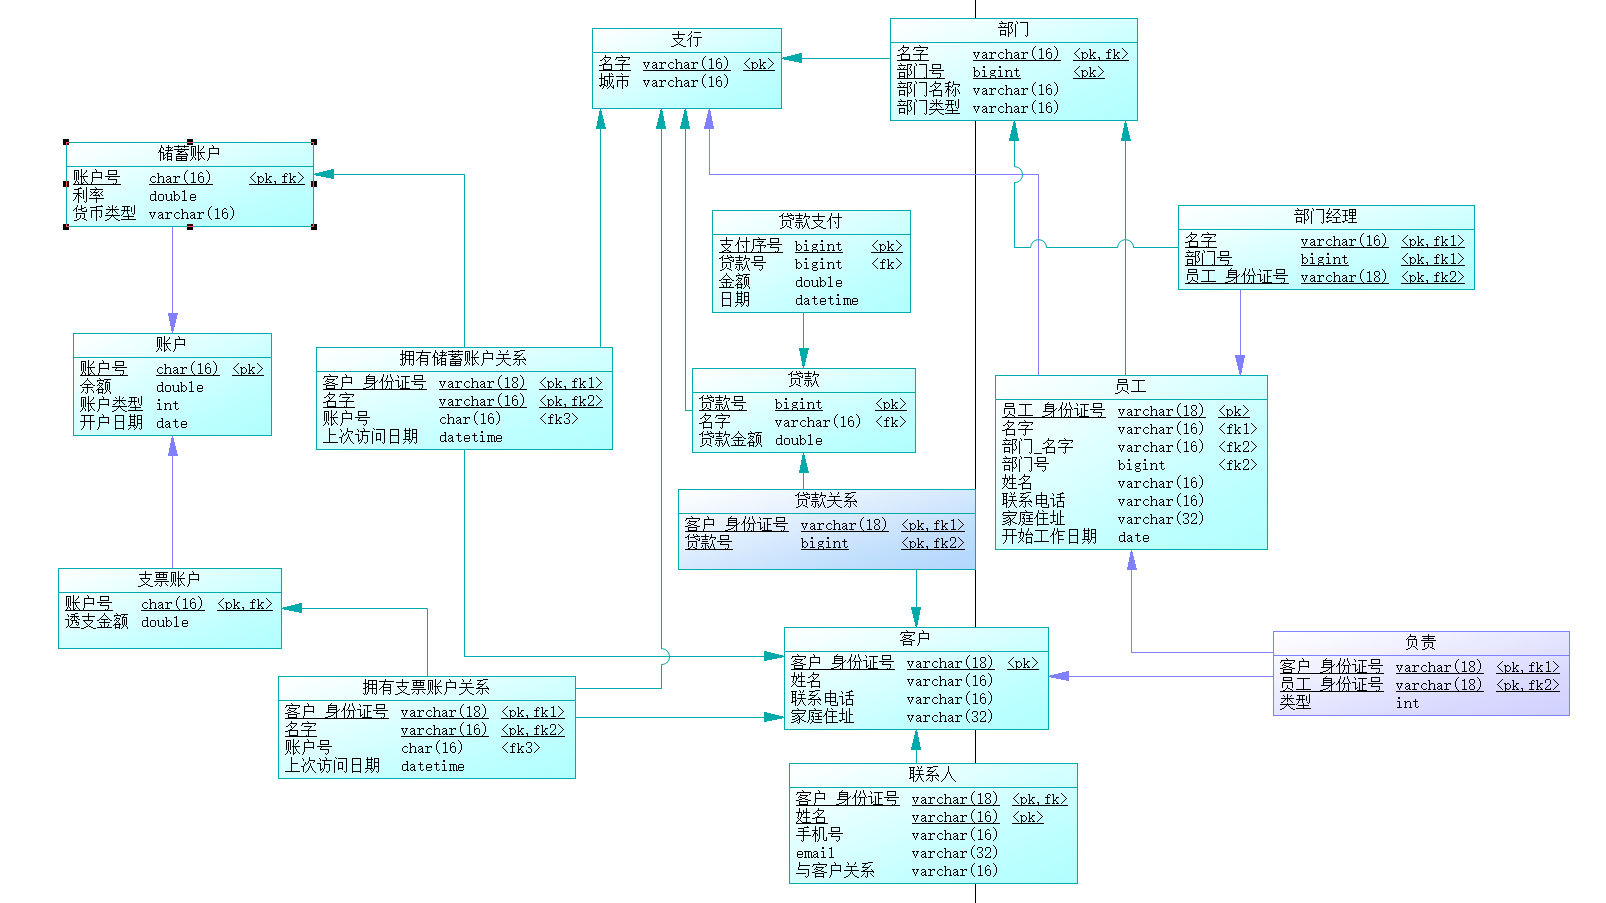 支行
名字 varchar(16) <pk>
城市 varchar(16)
部门
名字 varchar(16) <pk,fk>
部门号 bigint <pk>
部门名称 varchar(16)
部门类型 varchar(16)
储蓄账户
账户号 char(16) <pk,fk>
利率 double
货币类型 varchar(16)
贷款支付
支付序号 bigint <pk>
贷款号 bigint <fk>
金额 double
日期 datetime
部门经理
名字 varchar(16) <pk,fk1>
部门号 bigint <pk,fk1>
员工_身份证号 varchar(18) <pk,fk2>
账户
账户号 char(16) <pk>
余额 double
账户类型 int
开户日期 date
拥有储蓄账户关系
客户_身份证号 varchar(18) <pk,fk1>
名字 varchar(16) <pk,fk2>
账户号 char(16) <fk3>
上次访问日期 datetime
贷款
贷款号 bigint <pk>
名字 varchar(16) <fk>
贷款金额 double
员工
员工_身份证号 varchar(18) <pk>
名字 varchar(16) <fk1>
部门_名字 varchar(16) <fk2>
部门号 bigint <fk2>
姓名 varchar(16)
联系电话 varchar(16)
家庭住址 varchar(32)
开始工作日期 date
贷款关系
客户_身份证号 varchar(18) <pk,fk1>
贷款号 bigint <pk,fk2>
支票账户
账户号 char(16) <pk,fk>
透支金额 double
客户
客户_身份证号 varchar(18) <pk>
姓名 varchar(16)
联系电话 varchar(16)
家庭住址 varchar(32)
负责
客户_身份证号 varchar(18) <pk,fk1>
员工_身份证号 varchar(18) <pk,fk2>
类型 int
拥有支票账户关系
客户_身份证号 varchar(18) <pk,fk1>
名字 varchar(16) <pk,fk2>
账户号 char(16) <fk3>
上次访问日期 datetime
联系人
客户_身份证号 varchar(18) <pk,fk>
姓名 varchar(16) <pk>
手机号 varchar(16)
email varchar(32)
与客户关系 varchar(16)